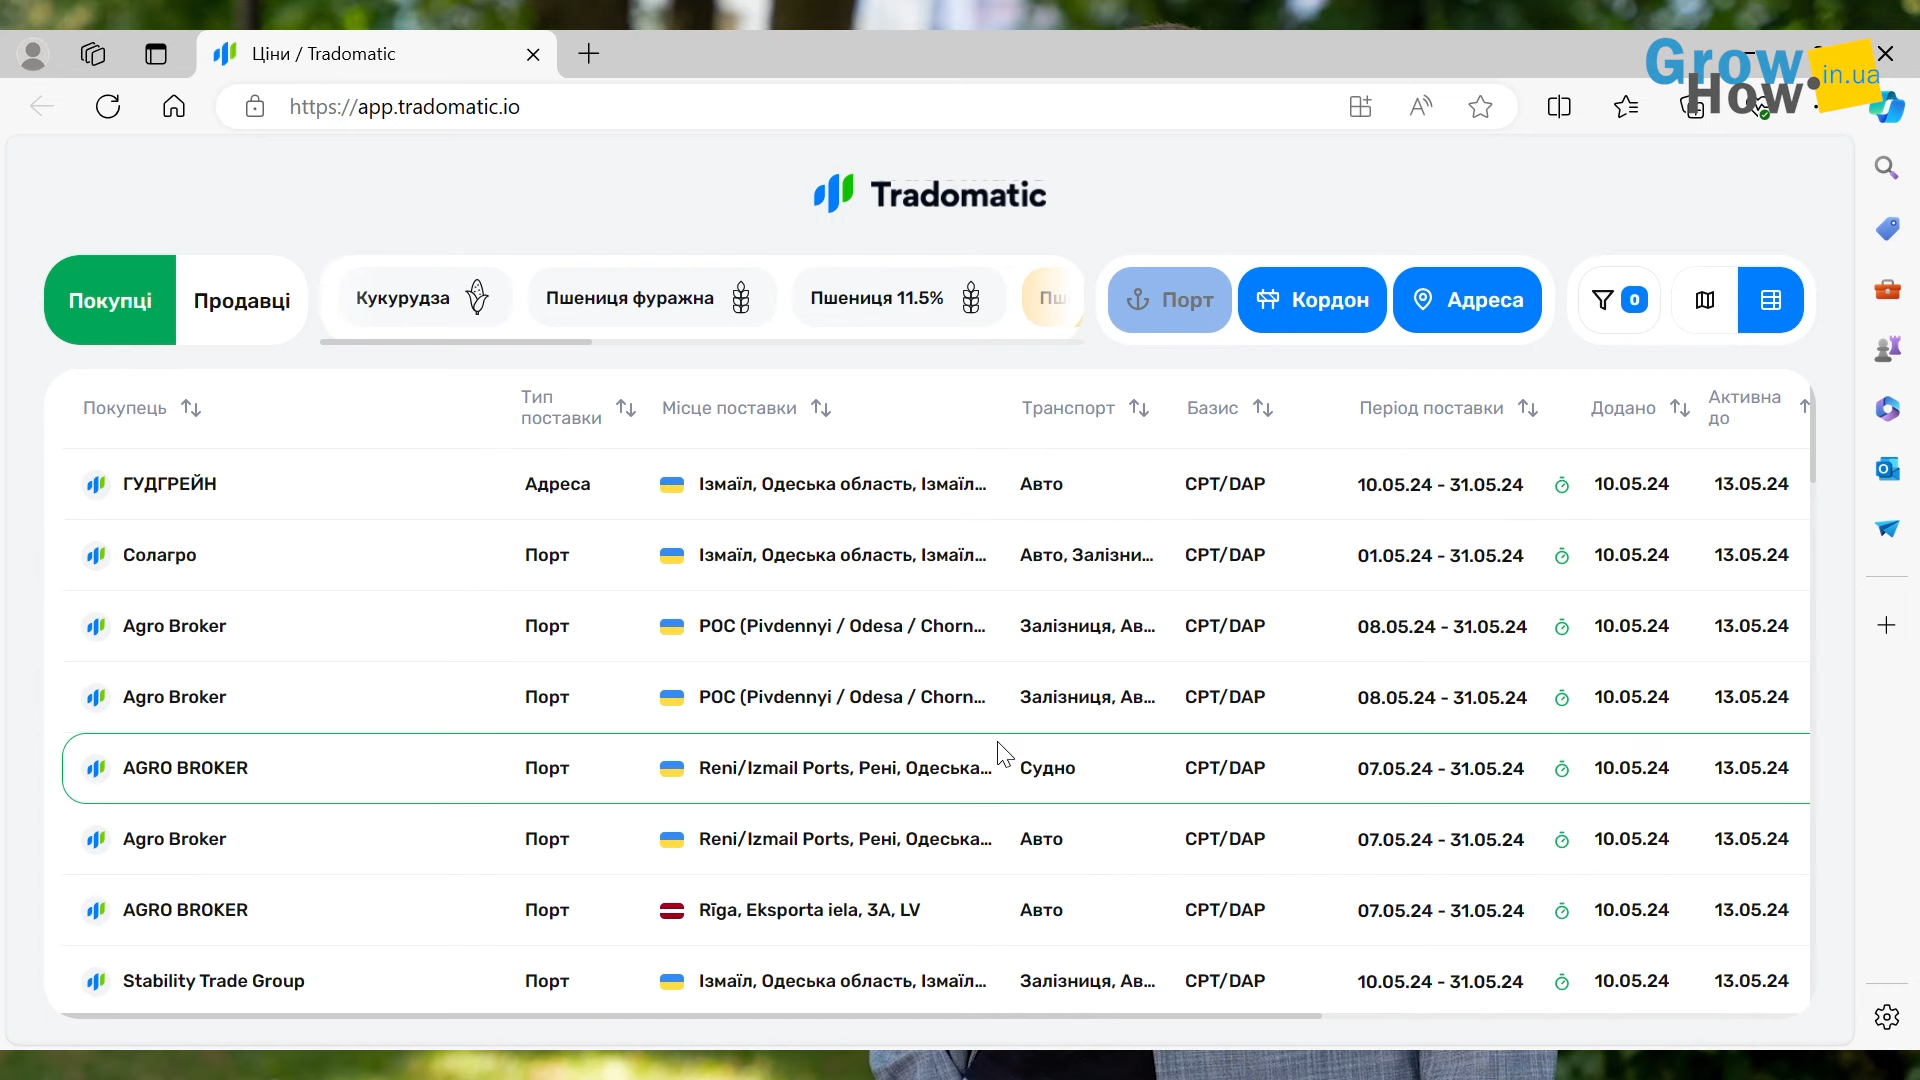 Ціни / Tradomatic
Grow
How
in.ua
https://app.tradomatic.io
Tradomatic
Покупці
Продавці
Кукурудза
Пшениця фуражна
Пшениця 11.5%
Порт
Кордон
Адреса
0
Покупець
Тип поставки
Місце поставки
Транспорт
Базис
Період поставки
Додано
Активна до
ГУДГРЕЙН Адреса Ізмаїл, Одеська область, Ізмаїл... Авто CPT/DAP 10.05.24 - 31.05.24 10.05.24 13.05.24
Солагро Порт Ізмаїл, Одеська область, Ізмаїл... Авто, Залізни... CPT/DAP 01.05.24 - 31.05.24 10.05.24 13.05.24
Agro Broker Порт POC (Pivdennyi / Odesa / Chorn... Залізниця, Ав... CPT/DAP 08.05.24 - 31.05.24 10.05.24 13.05.24
Agro Broker Порт POC (Pivdennyi / Odesa / Chorn... Залізниця, Ав... CPT/DAP 08.05.24 - 31.05.24 10.05.24 13.05.24
AGRO BROKER Порт Reni/Izmail Ports, Рені, Одеська... Судно CPT/DAP 07.05.24 - 31.05.24 10.05.24 13.05.24
Agro Broker Порт Reni/Izmail Ports, Рені, Одеська... Авто CPT/DAP 07.05.24 - 31.05.24 10.05.24 13.05.24
AGRO BROKER Порт Rīga, Eksporta iela, 3A, LV Авто CPT/DAP 07.05.24 - 31.05.24 10.05.24 13.05.24
Stability Trade Group Порт Ізмаїл, Одеська область, Ізмаїл... Залізниця, Ав... CPT/DAP 10.05.24 - 31.05.24 10.05.24 13.05.24